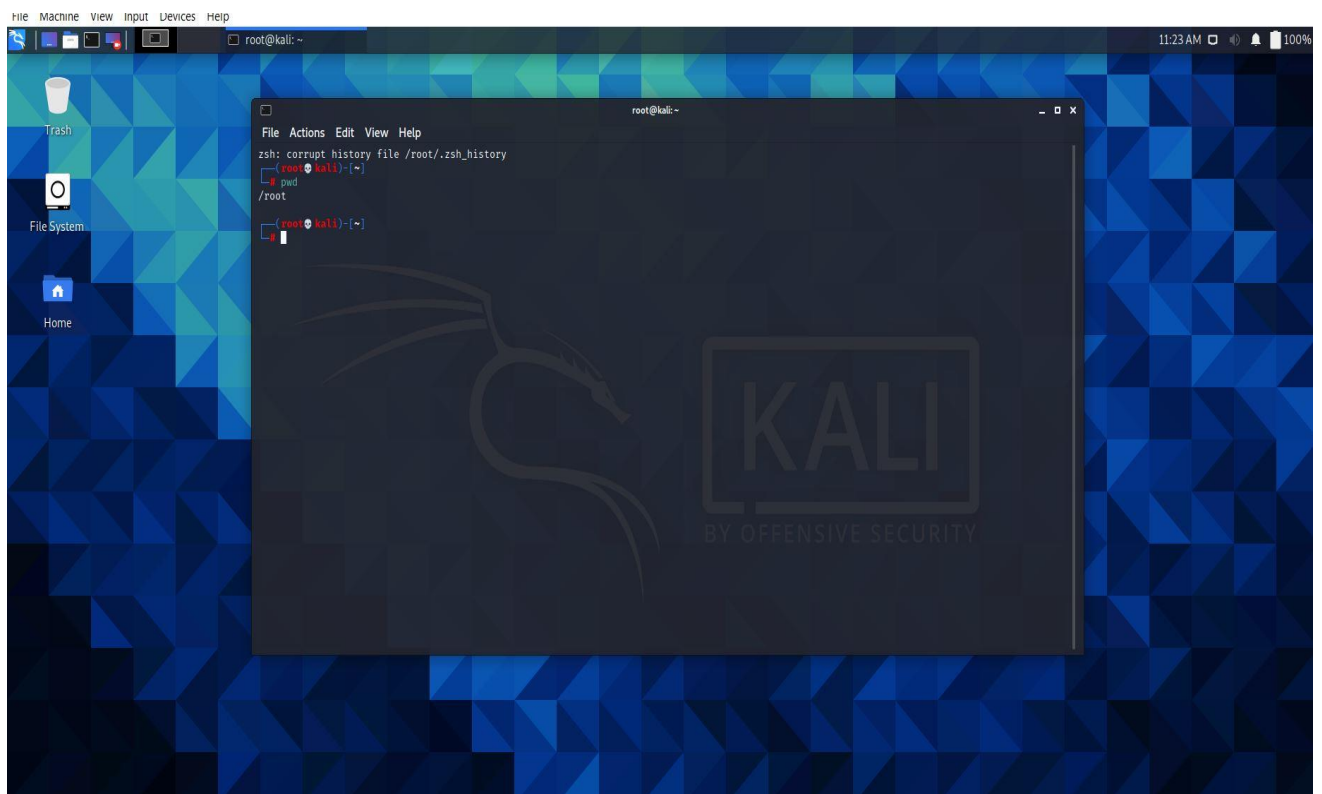 File Machine View Input Devices Help
root@kali: ~
11:23 AM
100%
Trash
File System
Home
root@kali: ~
File Actions Edit View Help
zsh: corrupt history file /root/.zsh_history
┌──(root💀kali)-[~]
└─# pwd
/root
┌──(root💀kali)-[~]
└─#
KALI
BY OFFENSIVE SECURITY